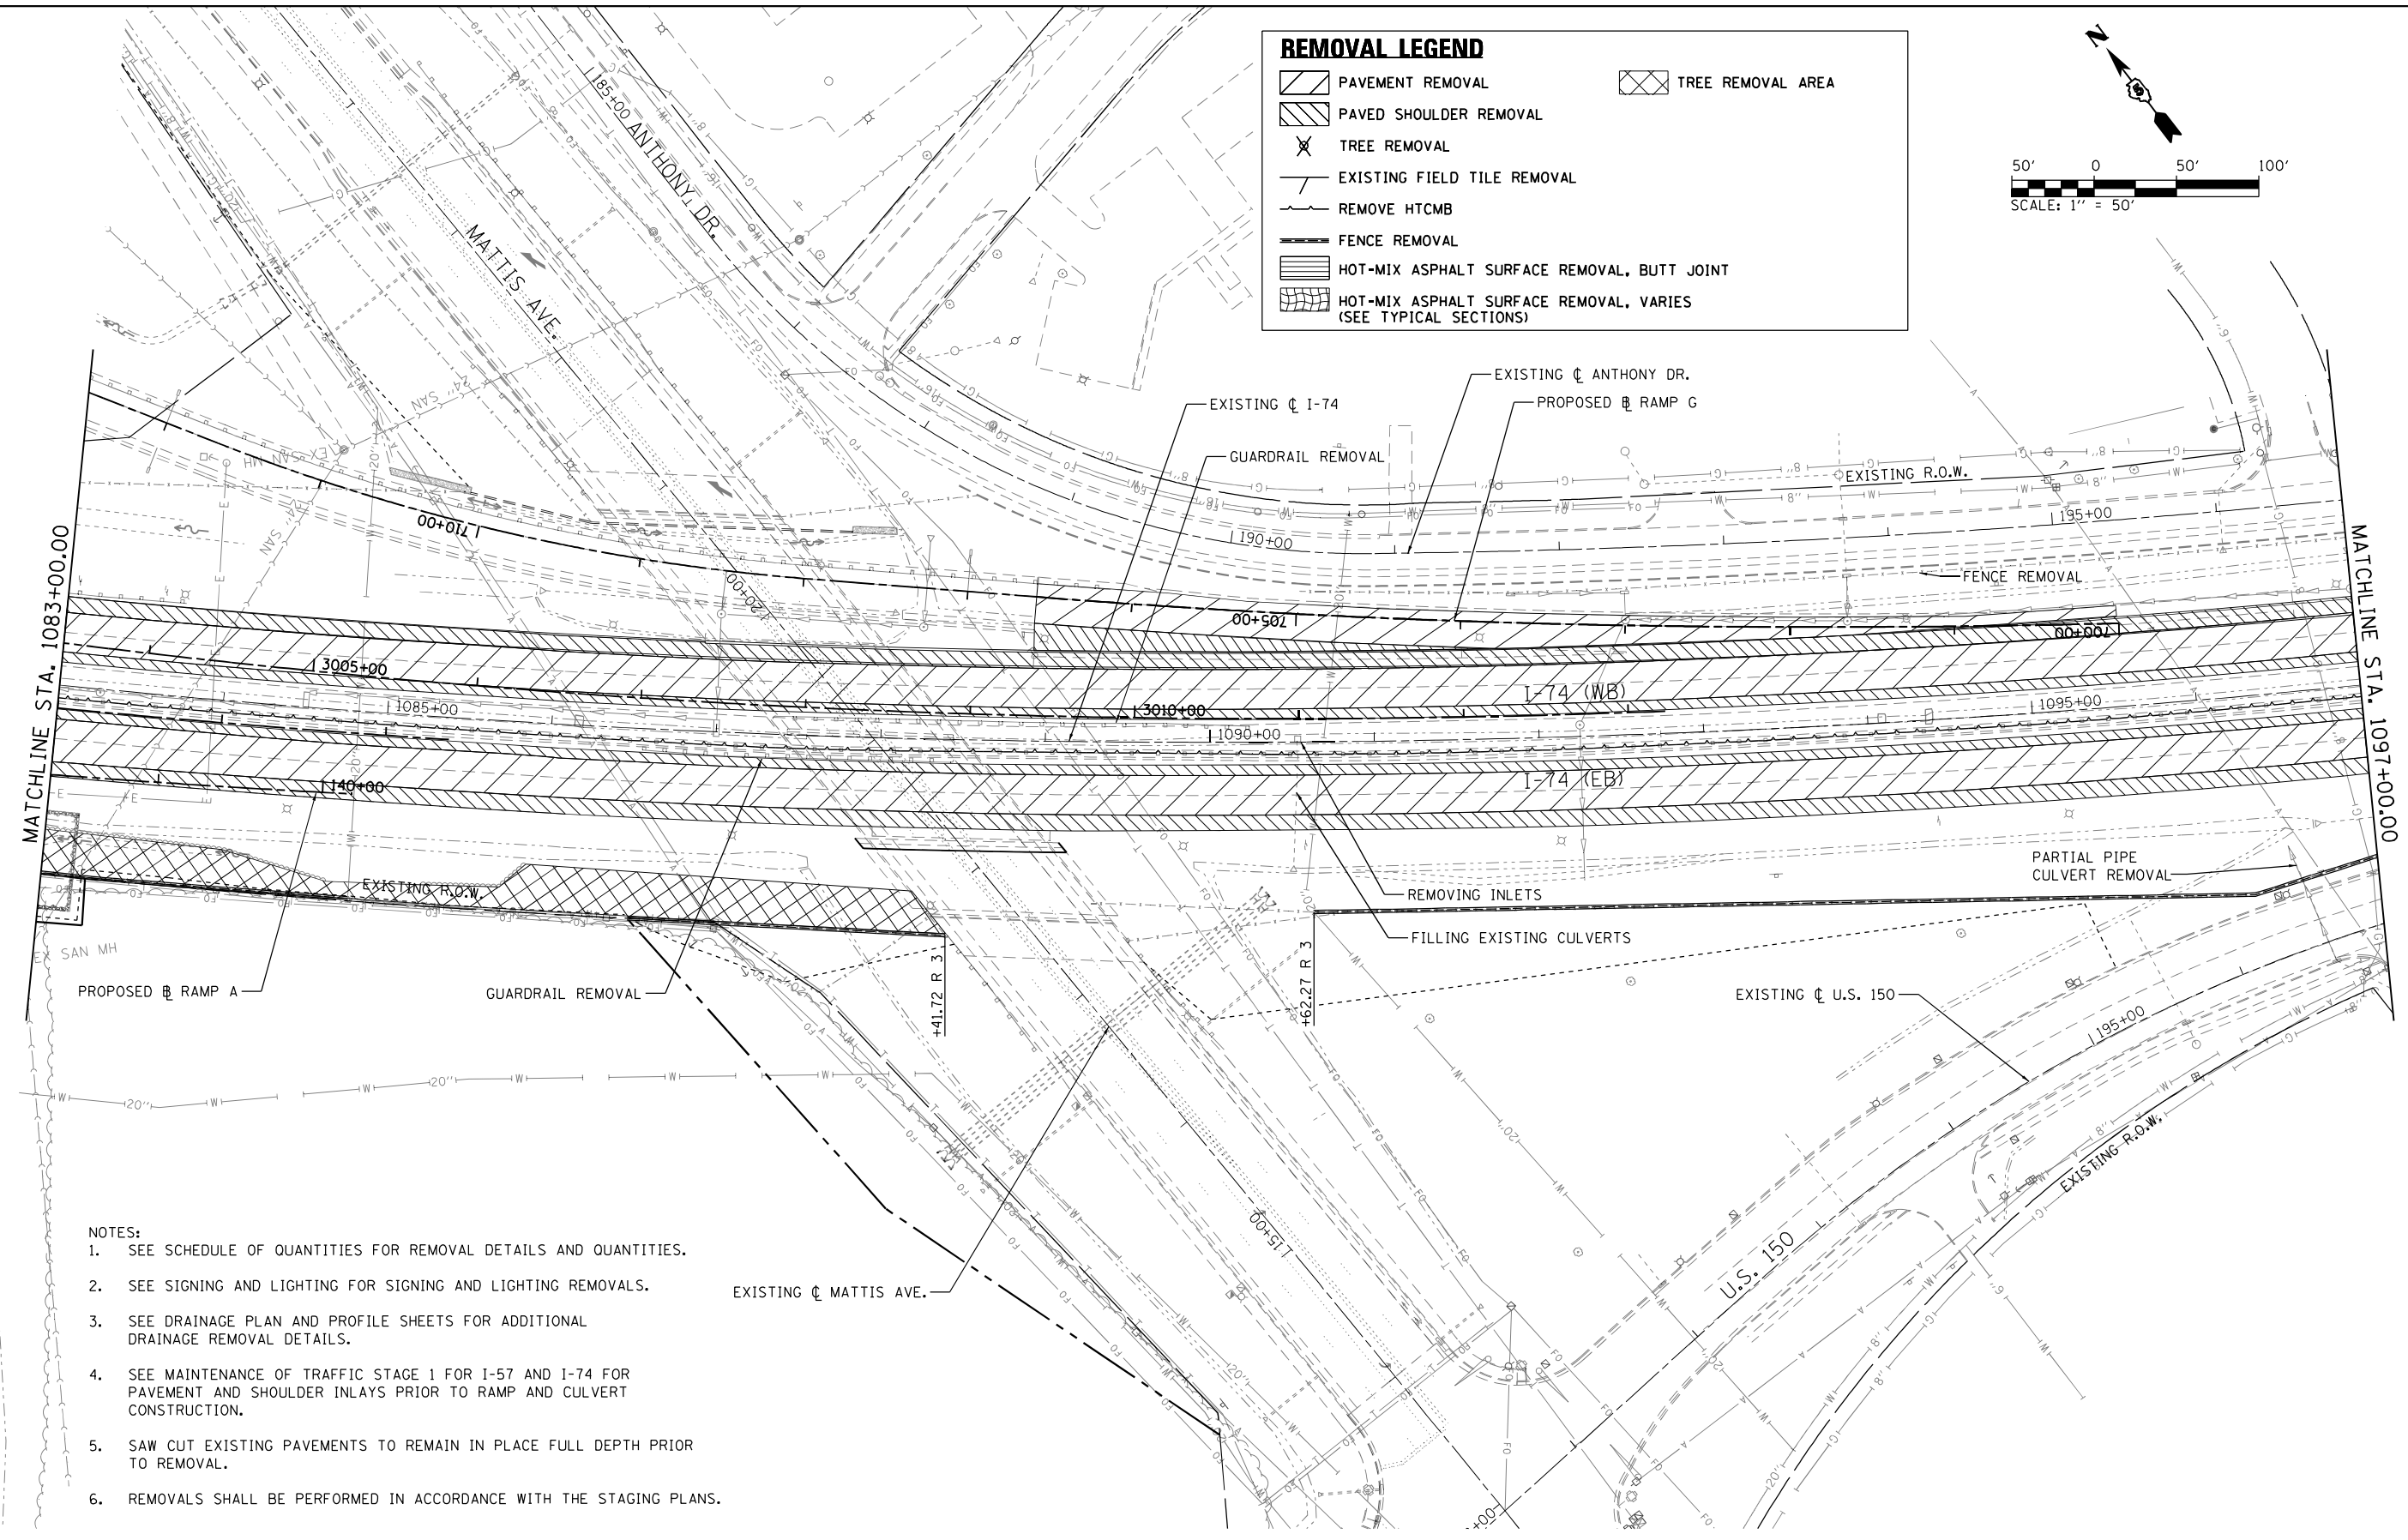 REMOVAL LEGEND
PAVEMENT REMOVAL
TREE REMOVAL AREA
PAVED SHOULDER REMOVAL
TREE REMOVAL
EXISTING FIELD TILE REMOVAL
REMOVE HTCMB
FENCE REMOVAL
HOT-MIX ASPHALT SURFACE REMOVAL, BUTT JOINT
HOT-MIX ASPHALT SURFACE REMOVAL, VARIES
(SEE TYPICAL SECTIONS)
N
50' 0 50' 100'
SCALE: 1'' = 50'
185+00 ANTHONY, DR.
MATTIS AVE.
EXISTING ℄ ANTHONY DR.
PROPOSED BL RAMP G
EXISTING ℄ I-74
GUARDRAIL REMOVAL
EXISTING R.O.W.
24'' SAN
EX SAN MH
24'' SAN
710+00
190+00
195+00
120+00
FENCE REMOVAL
705+00
700+00
MATCHLINE STA. 1083+00.00
MATCHLINE STA. 1097+00.00
3005+00
I-74 (WB)
1085+00
3010+00
1095+00
1090+00
I-74 (EB)
140+00
PARTIAL PIPE
CULVERT REMOVAL
EXISTING R.O.W.
REMOVING INLETS
FILLING EXISTING CULVERTS
EX SAN MH
+41.72 R 3
+62.27 R 3
PROPOSED BL RAMP A
GUARDRAIL REMOVAL
EXISTING ℄ U.S. 150
195+00
20''
EXISTING R.O.W.
115+00
U.S. 150
EXISTING ℄ MATTIS AVE.
NOTES:
1. SEE SCHEDULE OF QUANTITIES FOR REMOVAL DETAILS AND QUANTITIES.
2. SEE SIGNING AND LIGHTING FOR SIGNING AND LIGHTING REMOVALS.
3. SEE DRAINAGE PLAN AND PROFILE SHEETS FOR ADDITIONAL
DRAINAGE REMOVAL DETAILS.
4. SEE MAINTENANCE OF TRAFFIC STAGE 1 FOR I-57 AND I-74 FOR
PAVEMENT AND SHOULDER INLAYS PRIOR TO RAMP AND CULVERT
CONSTRUCTION.
5. SAW CUT EXISTING PAVEMENTS TO REMAIN IN PLACE FULL DEPTH PRIOR
TO REMOVAL.
6. REMOVALS SHALL BE PERFORMED IN ACCORDANCE WITH THE STAGING PLANS.